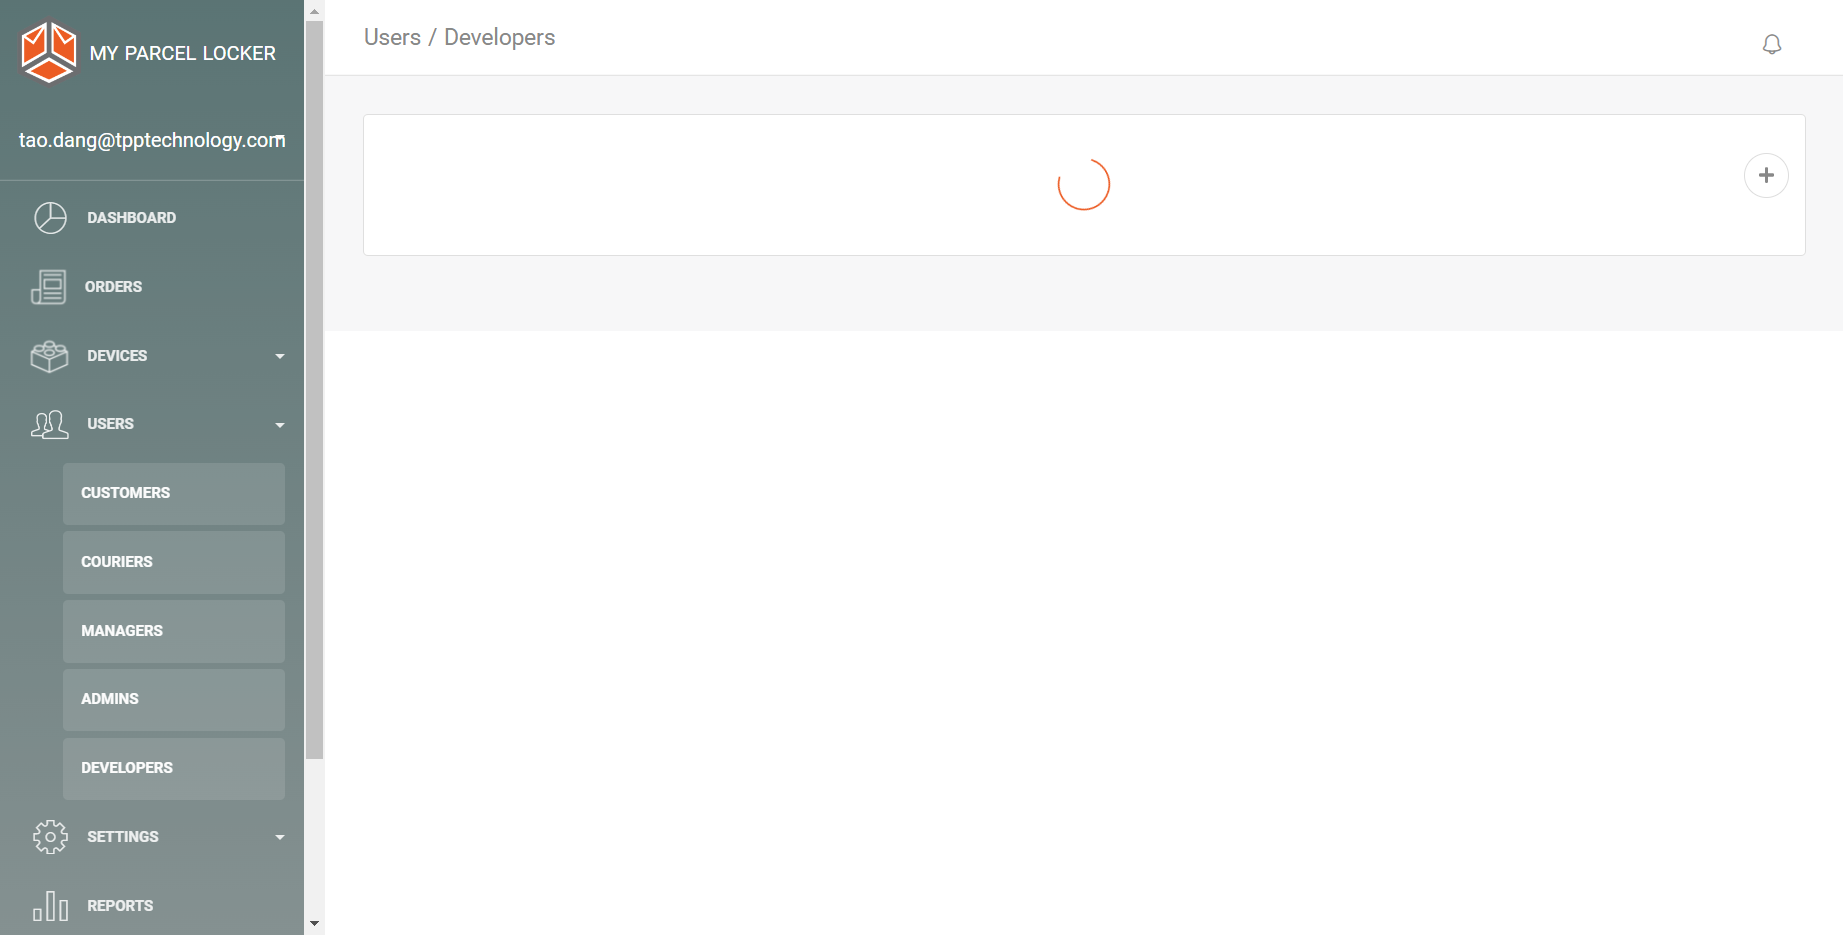 MY PARCEL LOCKER
tao.dang@tpptechnology.com
DASHBOARD
ORDERS
DEVICES
USERS
CUSTOMERS
COURIERS
MANAGERS
ADMINS
DEVELOPERS
SETTINGS
REPORTS
Users / Developers